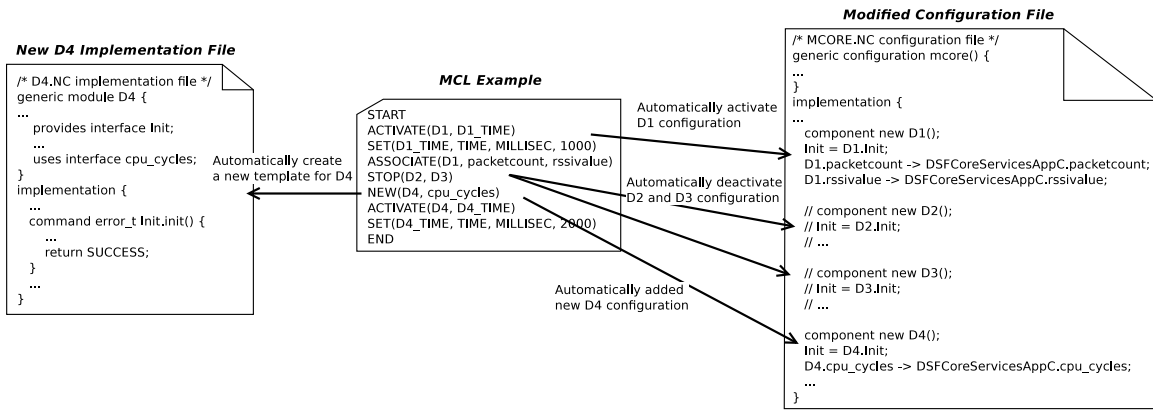 New D4 Implementation File
/* D4.NC implementation file */
generic module D4 {
...
provides interface Init;
...
uses interface cpu_cycles;
}
implementation {
...
command error_t Init.init() {
...
return SUCCESS;
}
...
}
Automatically create
a new template for D4
MCL Example
START
ACTIVATE(D1, D1_TIME)
SET(D1_TIME, TIME, MILLISEC, 1000)
ASSOCIATE(D1, packetcount, rssivalue)
STOP(D2, D3)
NEW(D4, cpu_cycles)
ACTIVATE(D4, D4_TIME)
SET(D4_TIME, TIME, MILLISEC, 2000)
END
Automatically activate
D1 configuration
Automatically deactivate
D2 and D3 configuration
Automatically added
new D4 configuration
Modified Configuration File
/* MCORE.NC configuration file */
generic configuration mcore() {
...
}
implementation {
...
component new D1();
Init = D1.Init;
D1.packetcount -> DSFCoreServicesAppC.packetcount;
D1.rssivalue -> DSFCoreServicesAppC.rssivalue;
// component new D2();
// Init = D2.Init;
// ...
// component new D3();
// Init = D3.Init;
// ...
component new D4();
Init = D4.Init;
D4.cpu_cycles -> DSFCoreServicesAppC.cpu_cycles;
...
}